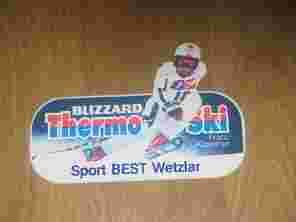 BLIZZARD
Thermo Ski
Sport BEST Wetzlar